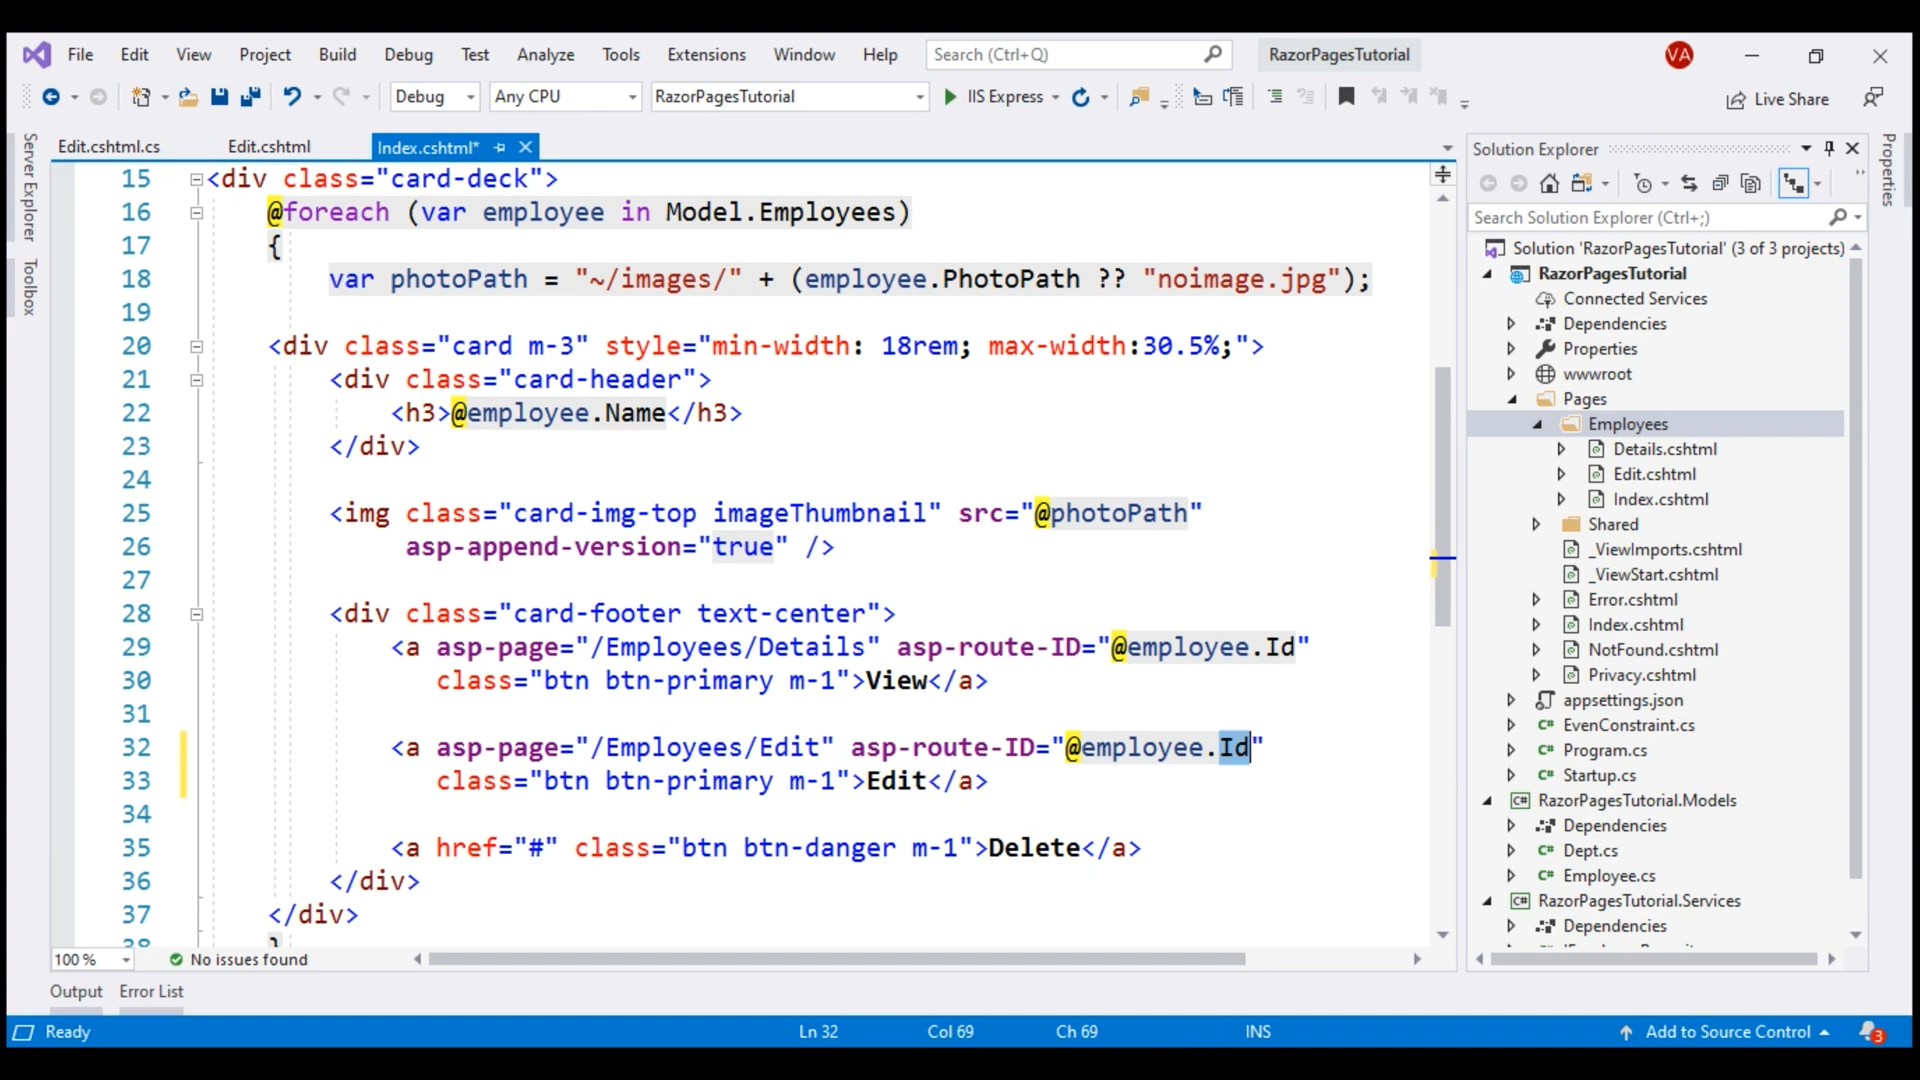 File Edit View Project Build Debug Test Analyze Tools Extensions Window Help Search (Ctrl+Q) RazorPagesTutorial VA
Debug Any CPU RazorPagesTutorial IIS Express Live Share
Edit.cshtml.cs Edit.cshtml Index.cshtml*
Server Explorer
Toolbox
15 <div class="card-deck">
16 @foreach (var employee in Model.Employees)
17 {
18 var photoPath = "~/images/" + (employee.PhotoPath ?? "noimage.jpg");
19
20 <div class="card m-3" style="min-width: 18rem; max-width:30.5%;">
21 <div class="card-header">
22 <h3>@employee.Name</h3>
23 </div>
24
25 <img class="card-img-top imageThumbnail" src="@photoPath"
26 asp-append-version="true" />
27
28 <div class="card-footer text-center">
29 <a asp-page="/Employees/Details" asp-route-ID="@employee.Id"
30 class="btn btn-primary m-1">View</a>
31
32 <a asp-page="/Employees/Edit" asp-route-ID="@employee.Id"
33 class="btn btn-primary m-1">Edit</a>
34
35 <a href="#" class="btn btn-danger m-1">Delete</a>
36 </div>
37 </div>
38 }
100 % No issues found
Solution Explorer
Search Solution Explorer (Ctrl+;)
Solution 'RazorPagesTutorial' (3 of 3 projects)
RazorPagesTutorial
Connected Services
Dependencies
Properties
wwwroot
Pages
Employees
Details.cshtml
Edit.cshtml
Index.cshtml
Shared
_ViewImports.cshtml
_ViewStart.cshtml
Error.cshtml
Index.cshtml
NotFound.cshtml
Privacy.cshtml
appsettings.json
C# EvenConstraint.cs
C# Program.cs
C# Startup.cs
C# RazorPagesTutorial.Models
Dependencies
C# Dept.cs
C# Employee.cs
C# RazorPagesTutorial.Services
Dependencies
Properties
Output Error List
Ready Ln 32 Col 69 Ch 69 INS Add to Source Control 3